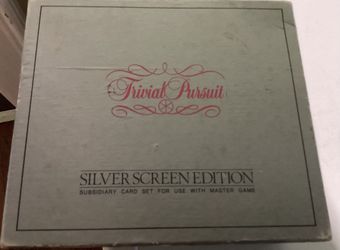 Trivial Pursuit
SILVER SCREEN EDITION
SUBSIDIARY CARD SET FOR USE WITH MASTER GAME